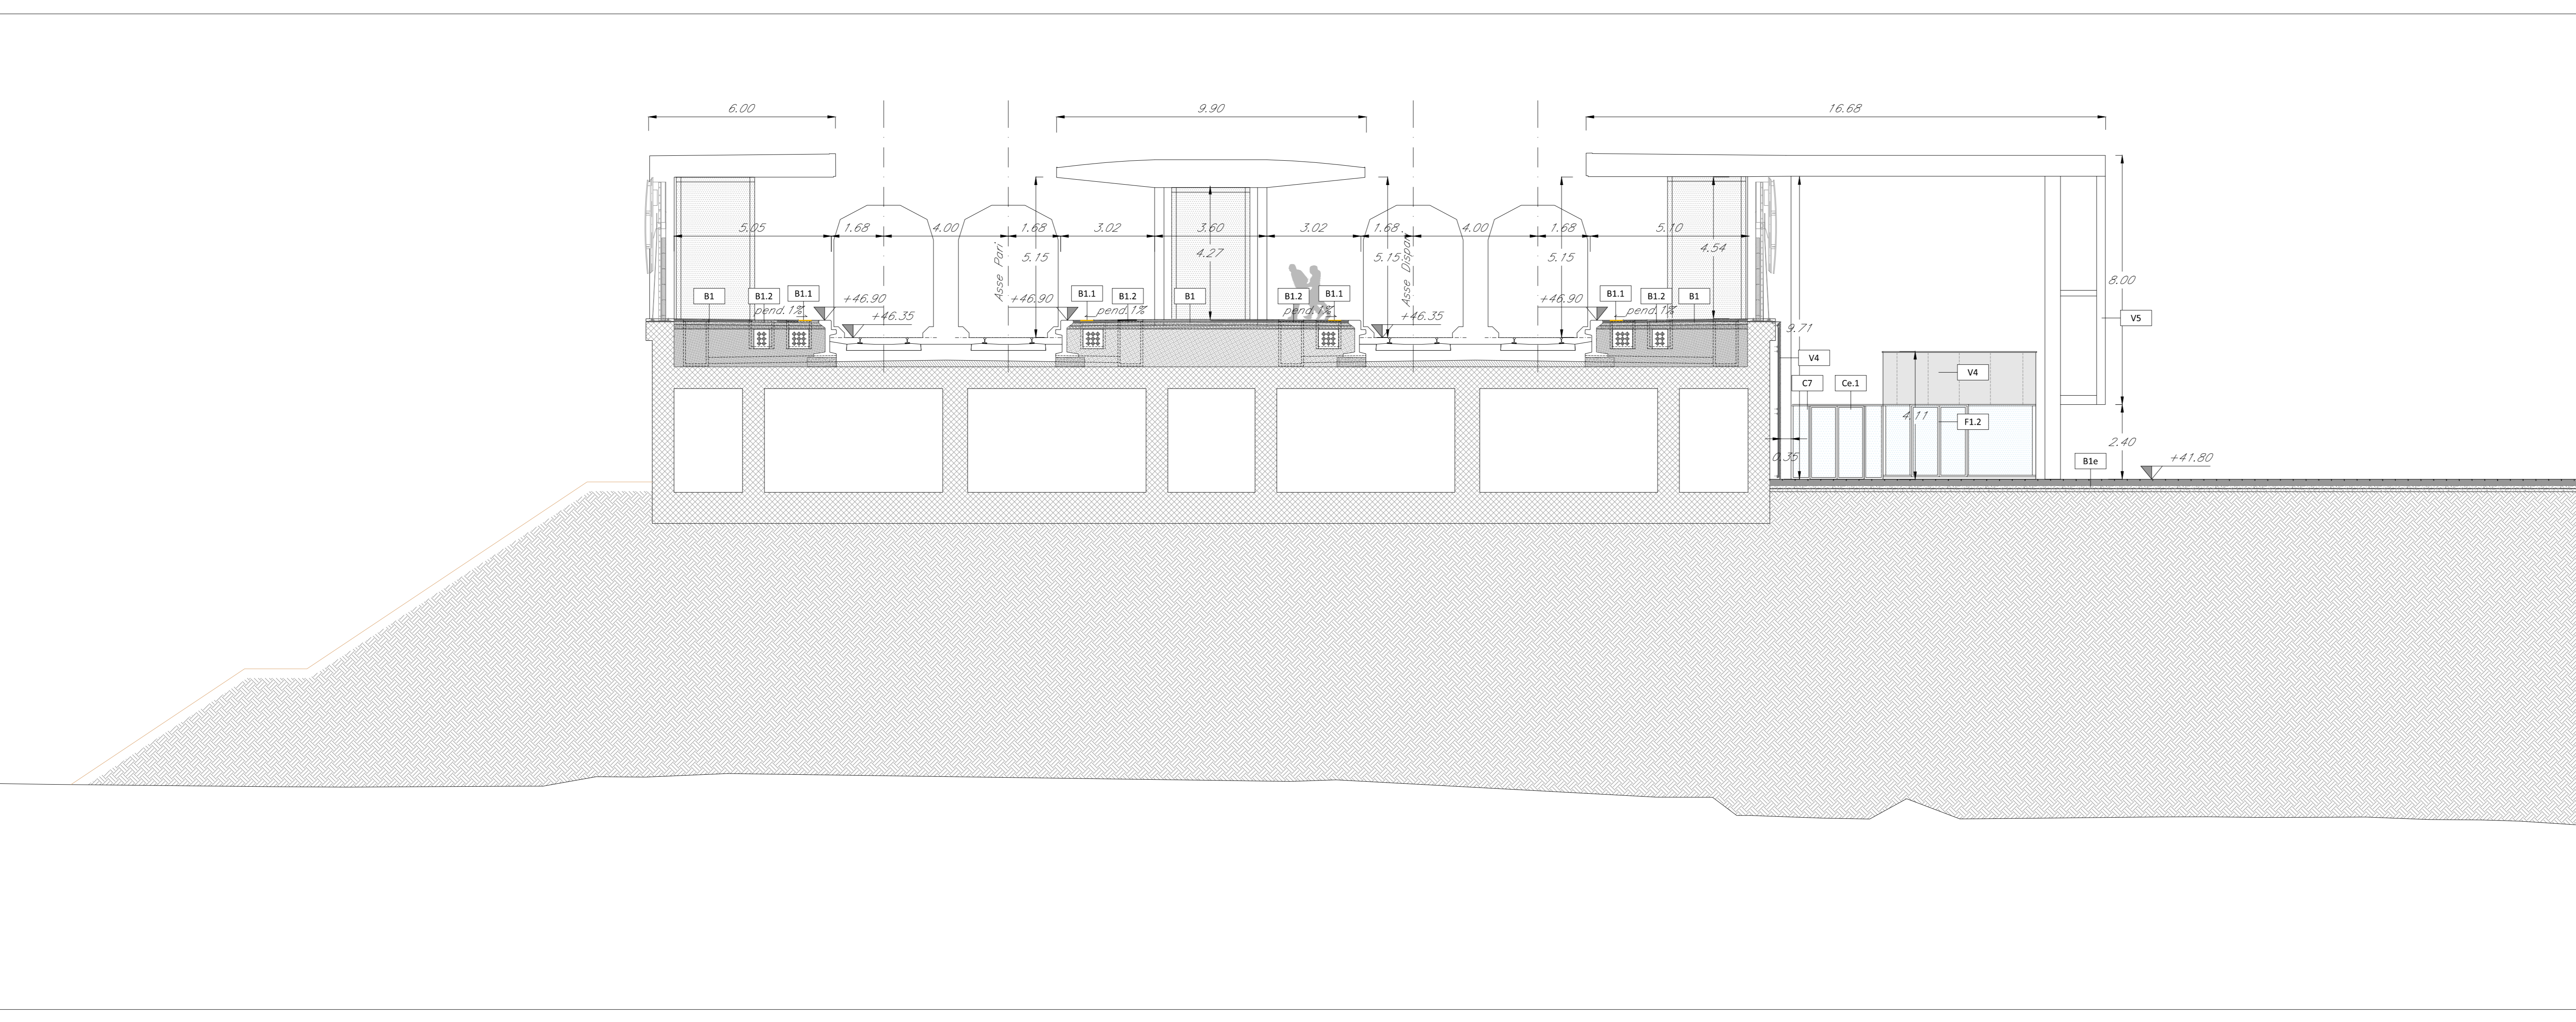 6.00
9.90
16.68
5.05
1.68
4.00
1.68
3.02
3.60
3.02
1.68
4.00
1.68
5.10
Asse Pari
5.15
4.27
5.15
Asse Dispari
5.15
4.54
8.00
B1
B1.2
B1.1
+46.90
+46.90
B1.1
B1.2
B1
B1.2
B1.1
+46.90
B1.1
B1.2
B1
pend.1%
+46.35
pend.1%
pend.1%
+46.35
pend.1%
V5
9.71
V4
V4
C7
Ce.1
4.11
F1.2
2.40
0.35
B1e
+41.80